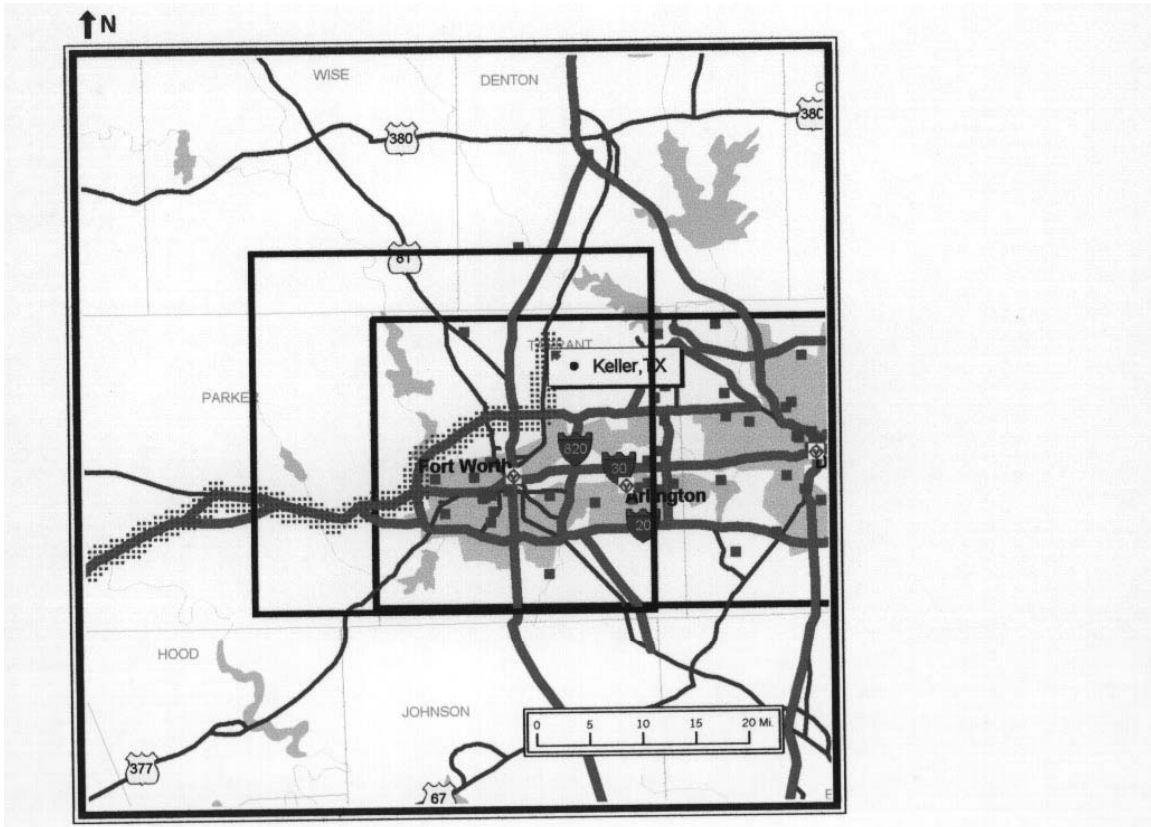 N
WISE
DENTON
380
380
81
Keller,TX
PARKER
820
Fort Worth
30
Arlington
20
HOOD
JOHNSON
0 5 10 15 20 Mi.
377
67